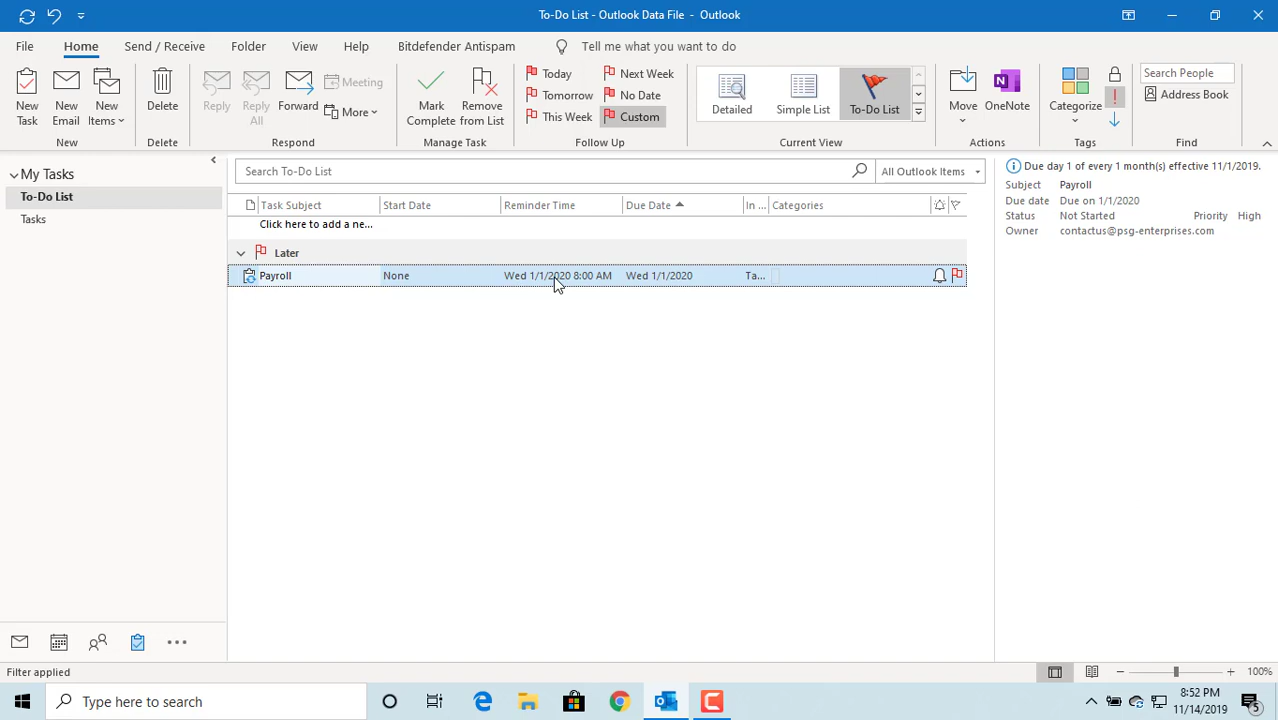 To-Do List - Outlook Data File - Outlook
File Home Send / Receive Folder View Help Bitdefender Antispam Tell me what you want to do
New Task
New Email
New Items
New
Delete
Delete
Reply
Reply All
Forward
Meeting
More
Respond
Mark Complete
Remove from List
Manage Task
Today
Tomorrow
This Week
Next Week
No Date
Custom
Follow Up
Detailed
Simple List
To-Do List
Current View
Move
OneNote
Actions
Categorize
Tags
Search People
Address Book
Find
My Tasks
To-Do List
Tasks
Search To-Do List
All Outlook Items
Task Subject Start Date Reminder Time Due Date In ... Categories
Click here to add a ne...
Later
Payroll None Wed 1/1/2020 8:00 AM Wed 1/1/2020 Ta...
Due day 1 of every 1 month(s) effective 11/1/2019.
Subject Payroll
Due date Due on 1/1/2020
Status Not Started Priority High
Owner contactus@psg-enterprises.com
Filter applied
100%
Type here to search
8:52 PM
11/14/2019
5